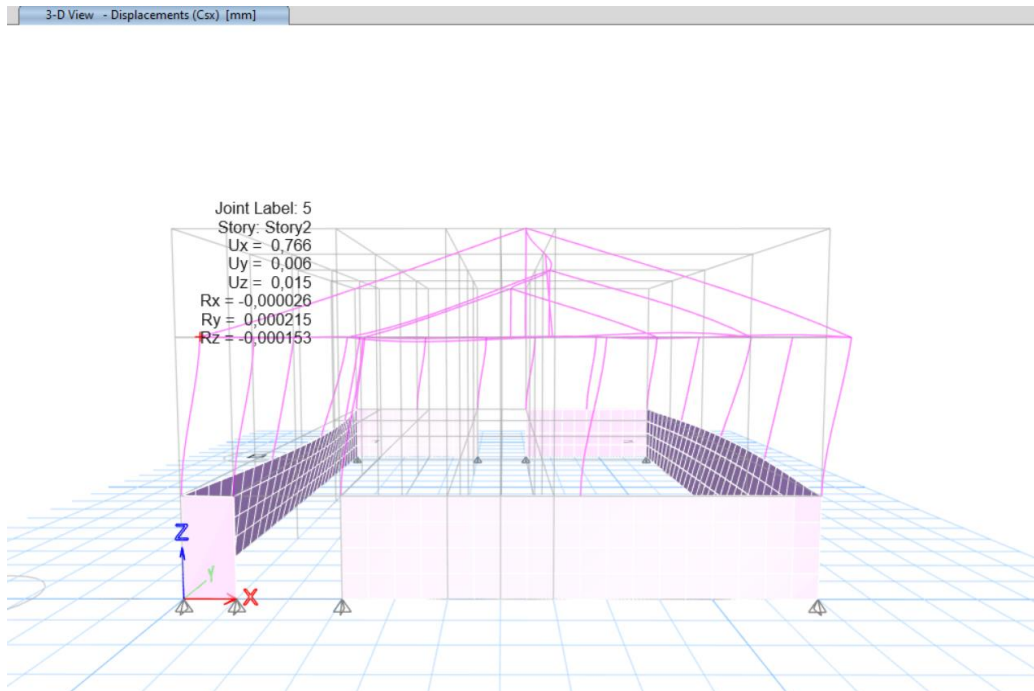 3-D View - Displacements (Csx) [mm]
Joint Label: 5
Story: Story2
Ux = 0,766
Uy = 0,006
Uz = 0,015
Rx = -0,000026
Ry = 0,000215
Rz = -0,000153
Z
Y
X